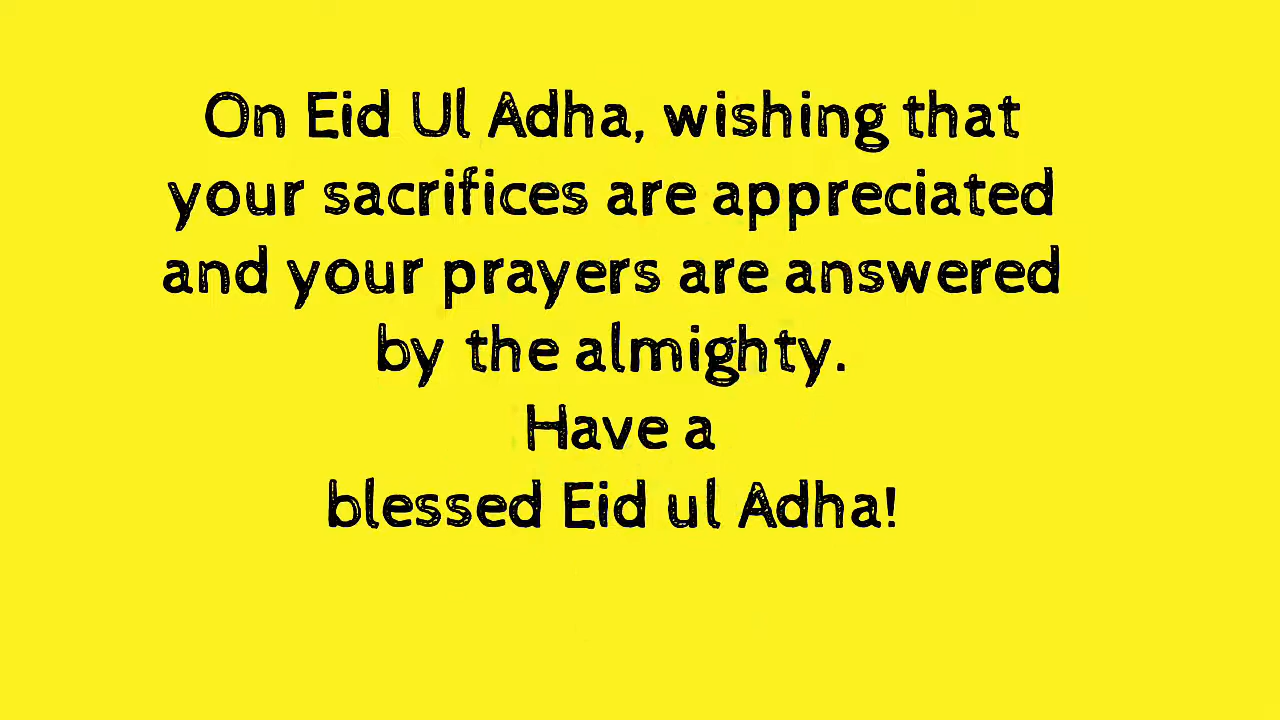 On Eid Ul Adha, wishing that
your sacrifices are appreciated
and your prayers are answered
by the almighty.
Have a
blessed Eid ul Adha!